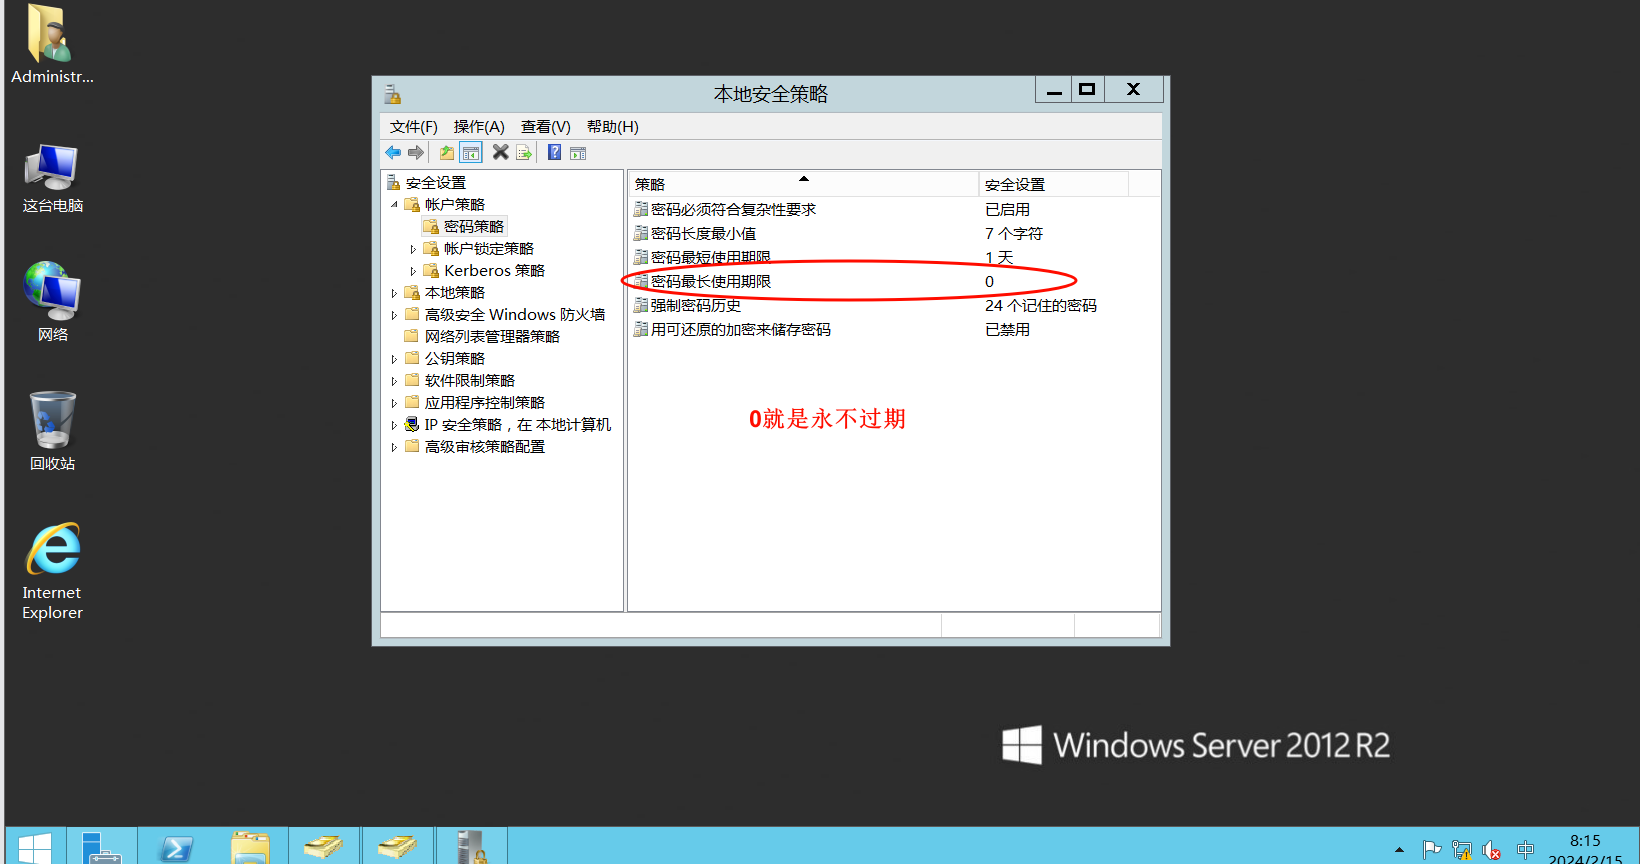 Administr...
这台电脑
网络
回收站
Internet
Explorer
本地安全策略
文件(F) 操作(A) 查看(V) 帮助(H)
安全设置
帐户策略
密码策略
帐户锁定策略
Kerberos 策略
本地策略
高级安全 Windows 防火墙
网络列表管理器策略
公钥策略
软件限制策略
应用程序控制策略
IP 安全策略，在 本地计算机
高级审核策略配置
策略 安全设置
密码必须符合复杂性要求 已启用
密码长度最小值 7 个字符
密码最短使用期限 1 天
密码最长使用期限 0
强制密码历史 24 个记住的密码
用可还原的加密来储存密码 已禁用
0就是永不过期
Windows Server 2012 R2
中
8:15
2024/2/15